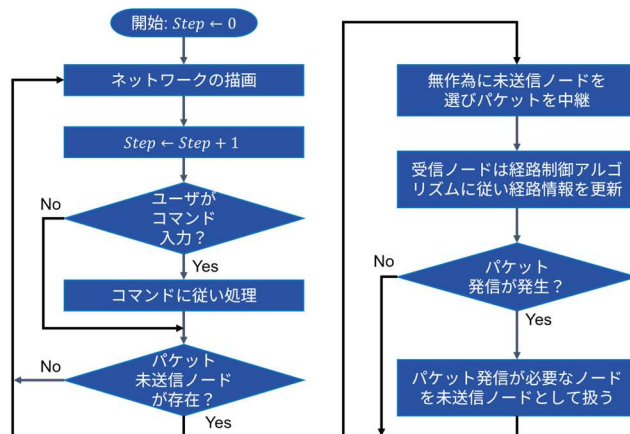 開始: Step ← 0
ネットワークの描画
Step ← Step + 1
ユーザが
コマンド
入力？
No
Yes
コマンドに従い処理
パケット
未送信ノード
が存在？
No
Yes
無作為に未送信ノードを
選びパケットを中継
受信ノードは経路制御アルゴ
リズムに従い経路情報を更新
パケット
発信が発生？
No
Yes
パケット発信が必要なノード
を未送信ノードとして扱う